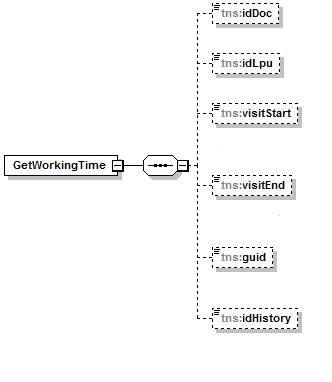 tns:idDoc
tns:idLpu
tns:visitStart
GetWorkingTime
tns:visitEnd
tns:guid
tns:idHistory